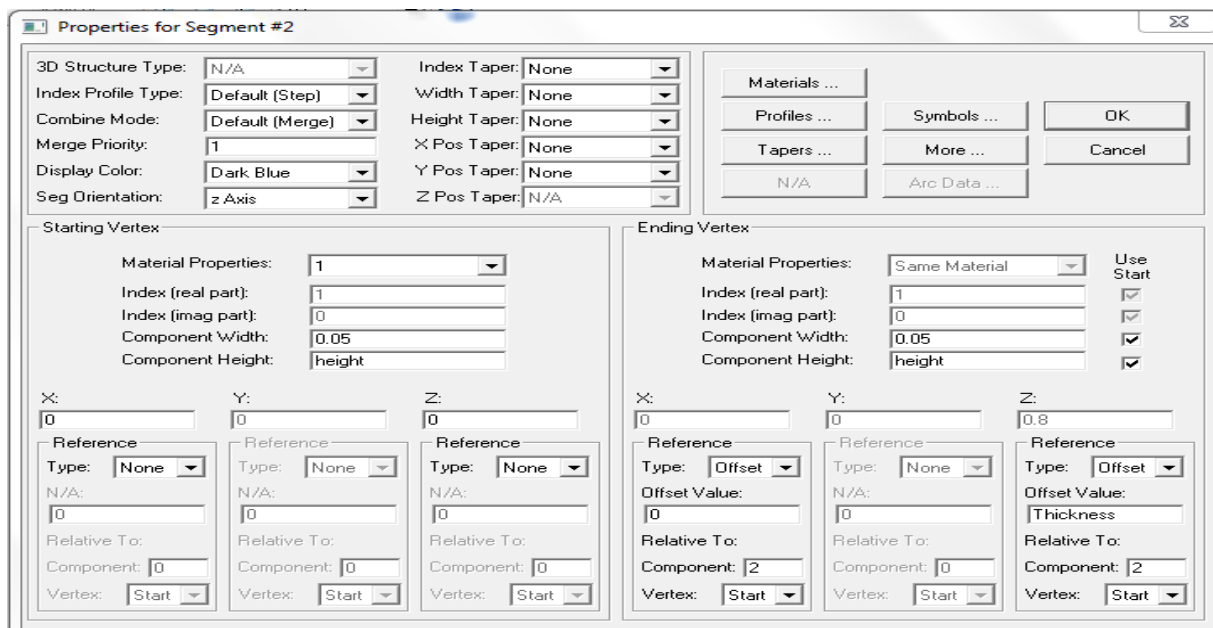 Properties for Segment #2
3D Structure Type: N/A Index Taper: None
Index Profile Type: Default (Step) Width Taper: None
Combine Mode: Default (Merge) Height Taper: None
Merge Priority: 1 X Pos Taper: None
Display Color: Dark Blue Y Pos Taper: None
Seg Orientation: z Axis Z Pos Taper: N/A
Materials ...
Profiles ... Symbols ... OK
Tapers ... More ... Cancel
N/A Arc Data ...
Starting Vertex
Material Properties: 1
Index (real part): 1
Index (imag part): 0
Component Width: 0.05
Component Height: height
X: Y: Z:
0 0 0
Reference Reference Reference
Type: None Type: None Type: None
N/A: N/A: N/A:
0 0 0
Relative To: Relative To: Relative To:
Component: 0 Component: 0 Component: 0
Vertex: Start Vertex: Start Vertex: Start
Ending Vertex
Material Properties: Same Material Use Start
Index (real part): 1
Index (imag part): 0
Component Width: 0.05
Component Height: height
X: Y: Z:
0 0 0.8
Reference Reference Reference
Type: Offset Type: None Type: Offset
Offset Value: N/A: Offset Value:
0 0 Thickness
Relative To: Relative To: Relative To:
Component: 2 Component: 0 Component: 2
Vertex: Start Vertex: Start Vertex: Start